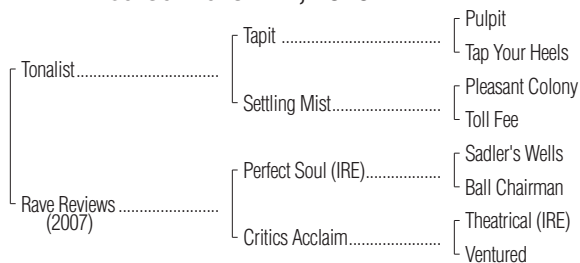 Pulpit
Tapit ........................................
Tap Your Heels
Tonalist....................................
Pleasant Colony
Settling Mist...........................
Toll Fee
Sadler's Wells
Perfect Soul (IRE)..................
Ball Chairman
Rave Reviews .........................
(2007)
Theatrical (IRE)
Critics Acclaim.......................
Ventured